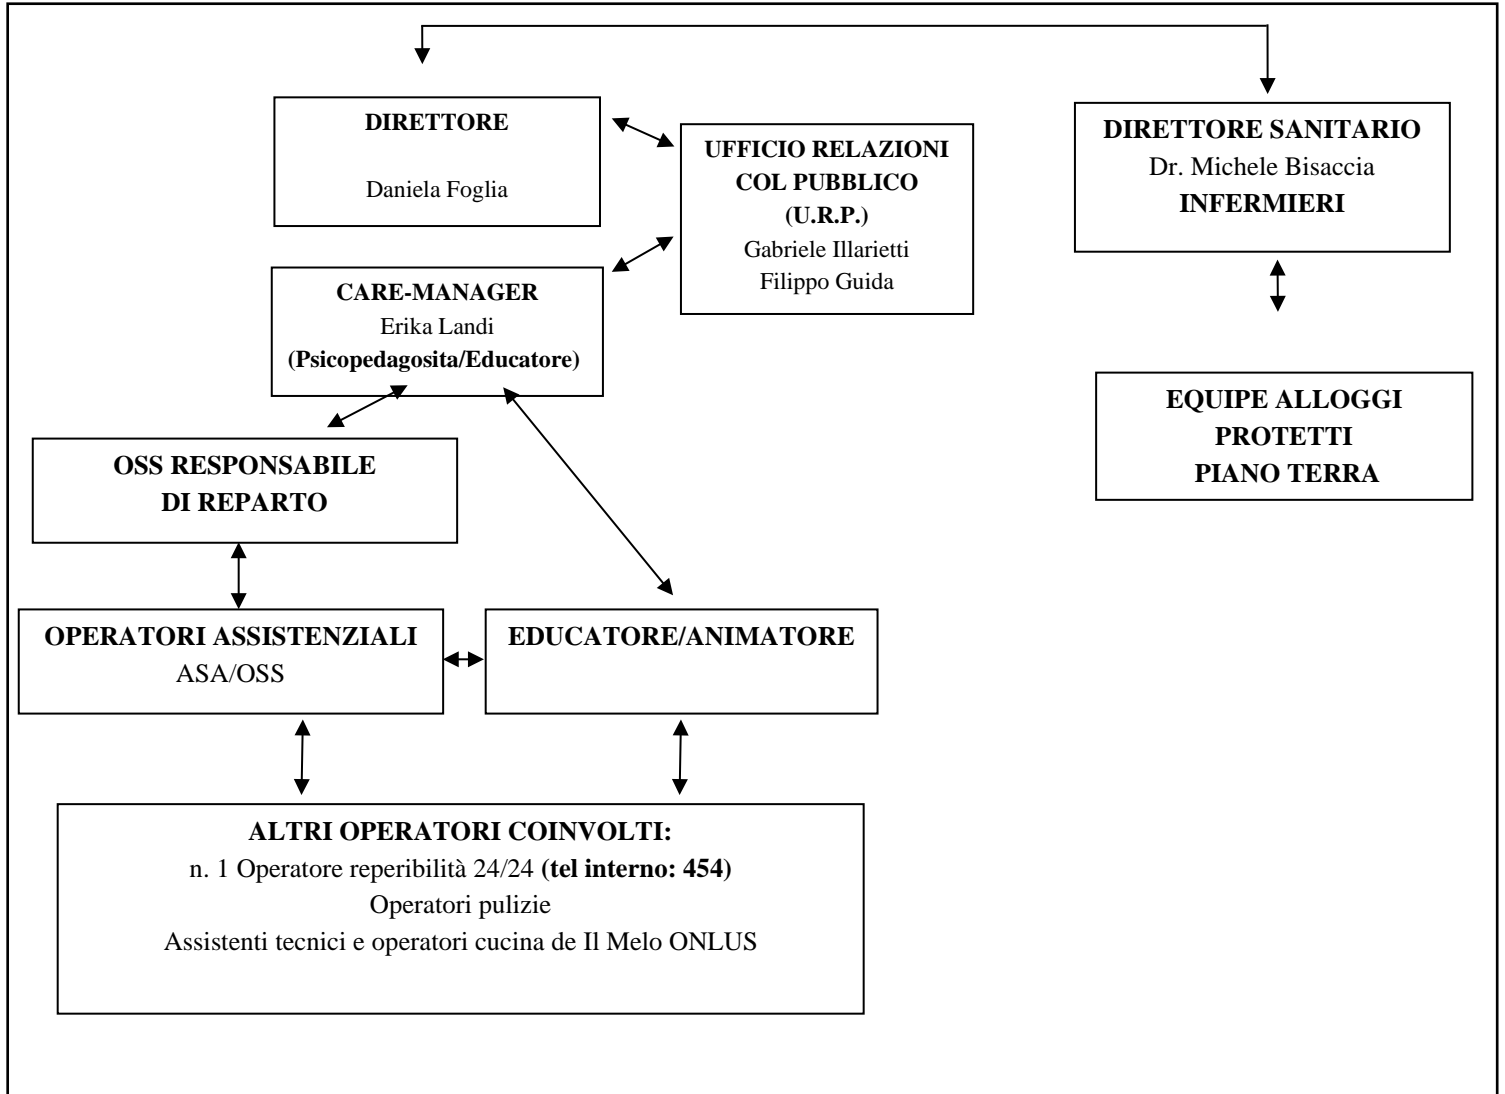 DIRETTORE
Daniela Foglia
UFFICIO RELAZIONI
COL PUBBLICO
(U.R.P.)
Gabriele Illarietti
Filippo Guida
DIRETTORE SANITARIO
Dr. Michele Bisaccia
INFERMIERI
CARE-MANAGER
Erika Landi
(Psicopedagosita/Educatore)
EQUIPE ALLOGGI
PROTETTI
PIANO TERRA
OSS RESPONSABILE
DI REPARTO
OPERATORI ASSISTENZIALI
ASA/OSS
EDUCATORE/ANIMATORE
ALTRI OPERATORI COINVOLTI:
n. 1 Operatore reperibilità 24/24 (tel interno: 454)
Operatori pulizie
Assistenti tecnici e operatori cucina de Il Melo ONLUS